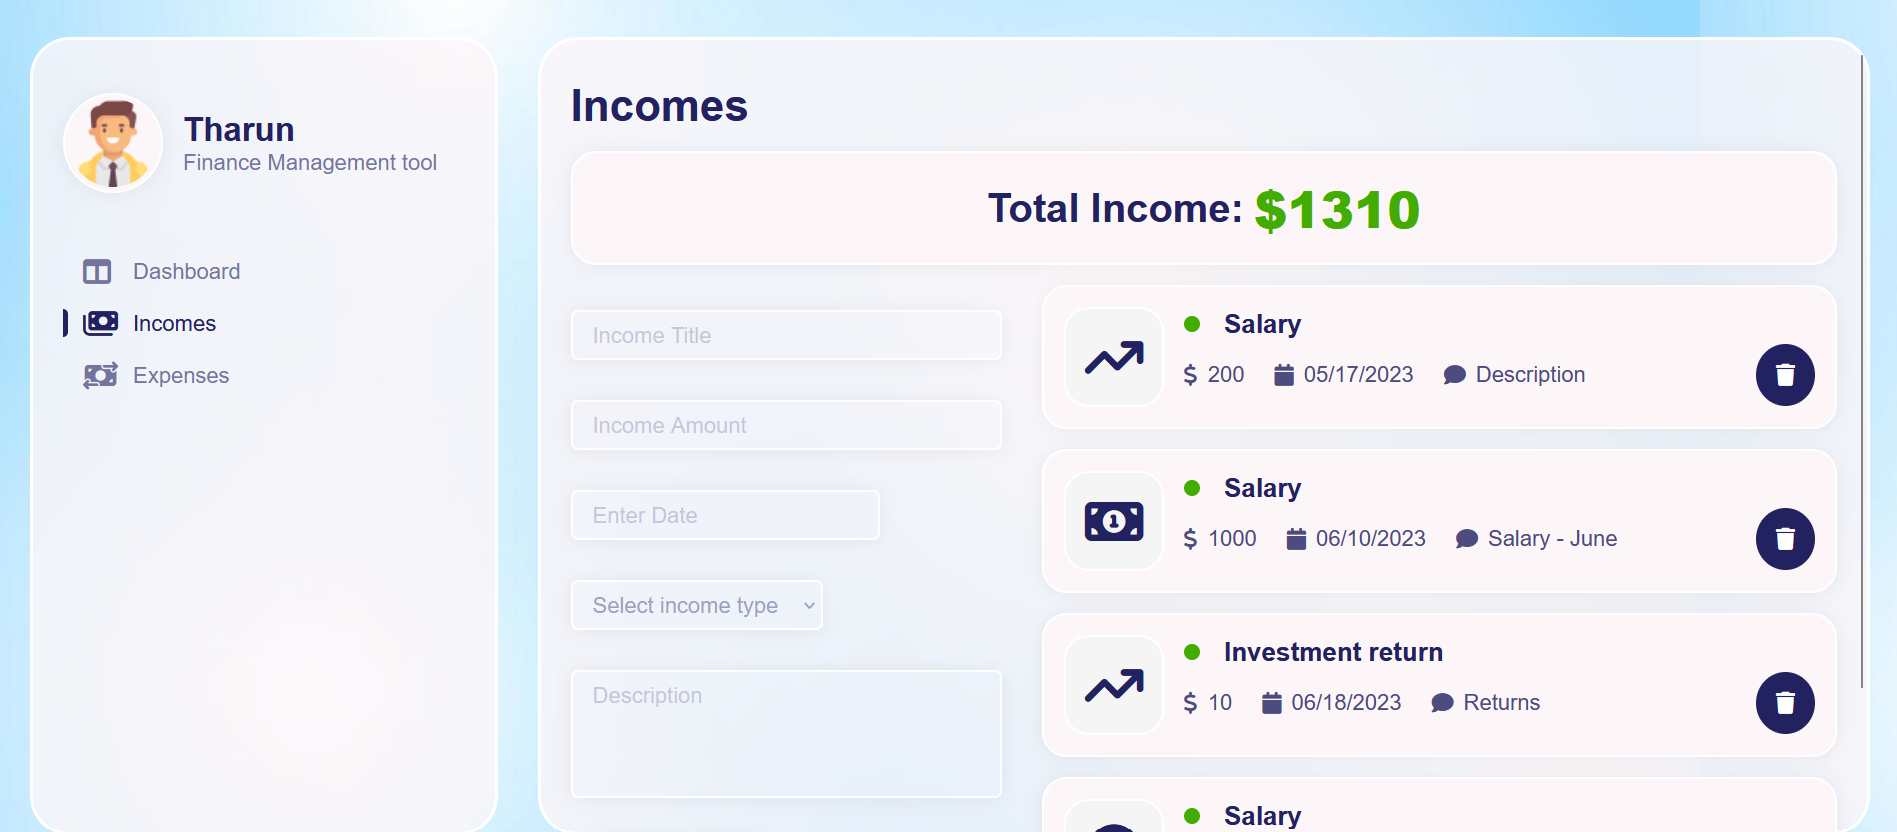 Tharun
Finance Management tool
Dashboard
Incomes
Expenses
Incomes
Total Income: $1310
Income Title
Income Amount
Enter Date
Select income type
Description
Salary
$ 200 05/17/2023 Description
Salary
$ 1000 06/10/2023 Salary - June
Investment return
$ 10 06/18/2023 Returns
Salary